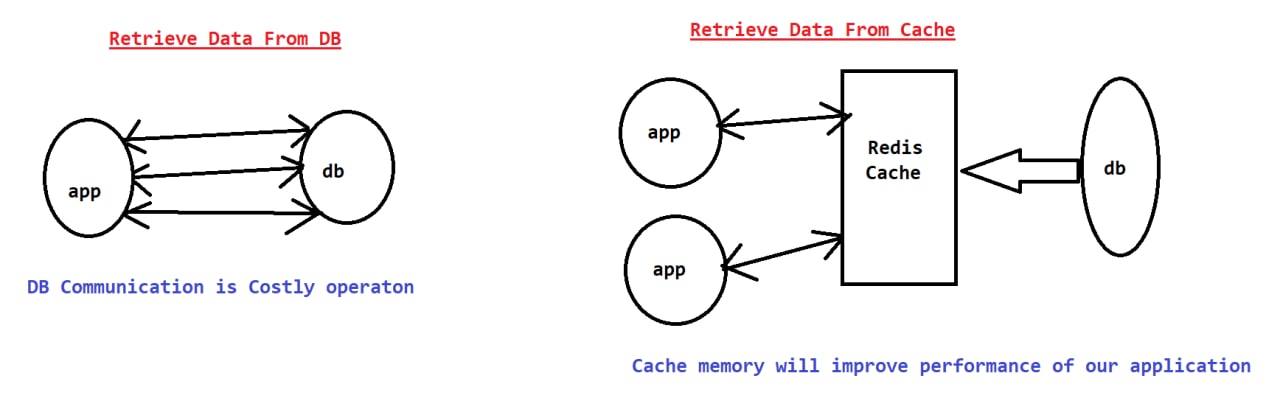 Retrieve Data From DB
app
db
DB Communication is Costly operaton
Retrieve Data From Cache
app
app
Redis
Cache
db
Cache memory will improve performance of our application